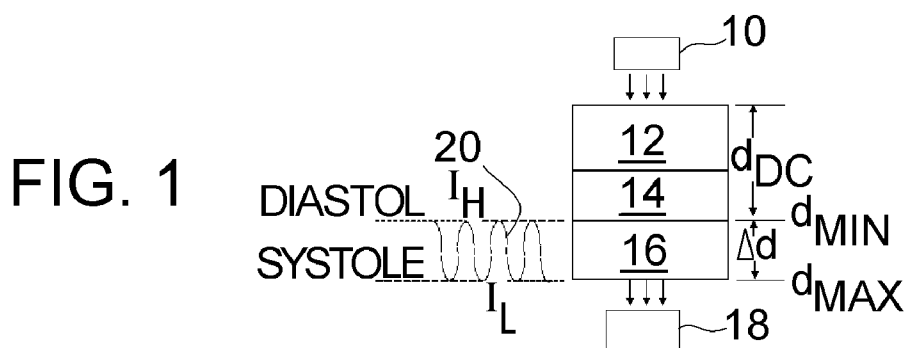 10
12
20
d_DC
FIG. 1
I_H
14
DIASTOL
d_MIN
Δd
SYSTOLE
16
d_MAX
I_L
18